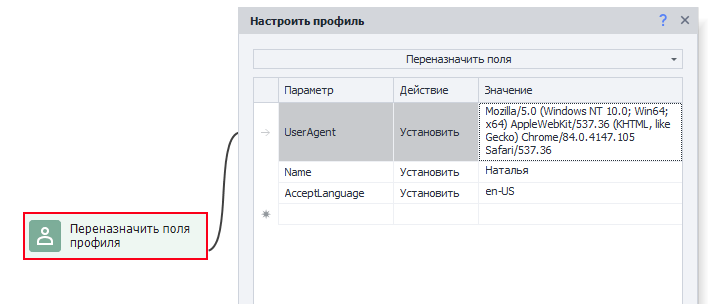 Настроить профиль
?
Переназначить поля
Параметр Действие Значение
UserAgent Установить Mozilla/5.0 (Windows NT 10.0; Win64;
x64) AppleWebKit/537.36 (KHTML, like
Gecko) Chrome/84.0.4147.105
Safari/537.36
Name Установить Наталья
AcceptLanguage Установить en-US
Переназначить поля
профиля